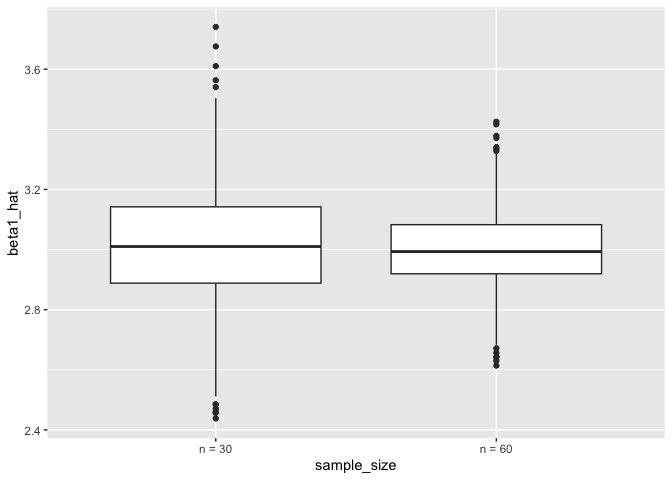 3.6
3.2
2.8
2.4
beta1_hat
n = 30
n = 60
sample_size